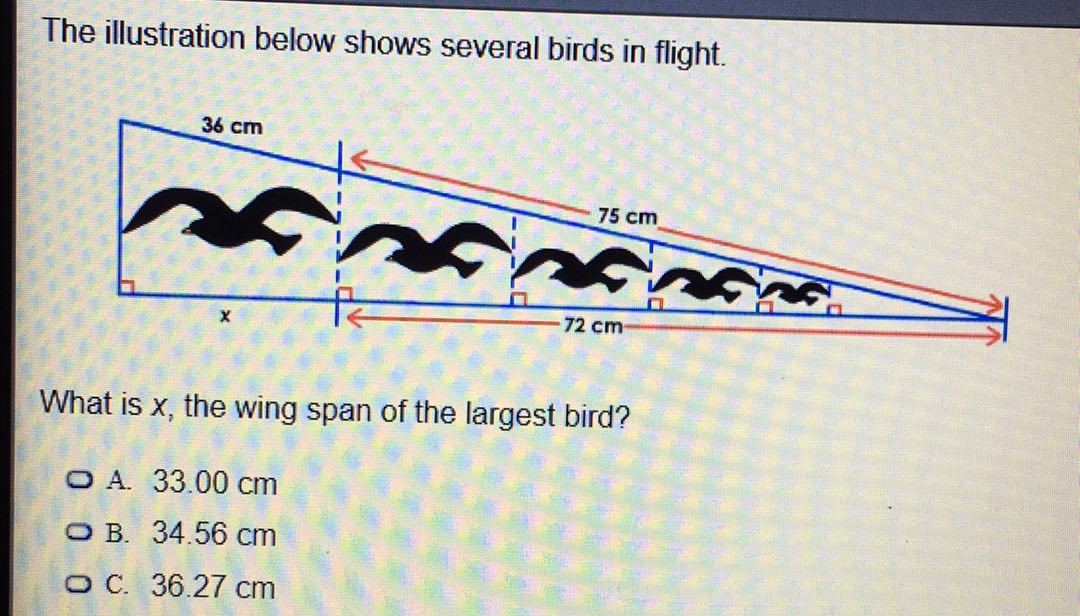 The illustration below shows several birds in flight.
36 cm
75 cm
x
72 cm
What is x, the wing span of the largest bird?
A. 33.00 cm
B. 34.56 cm
C. 36.27 cm